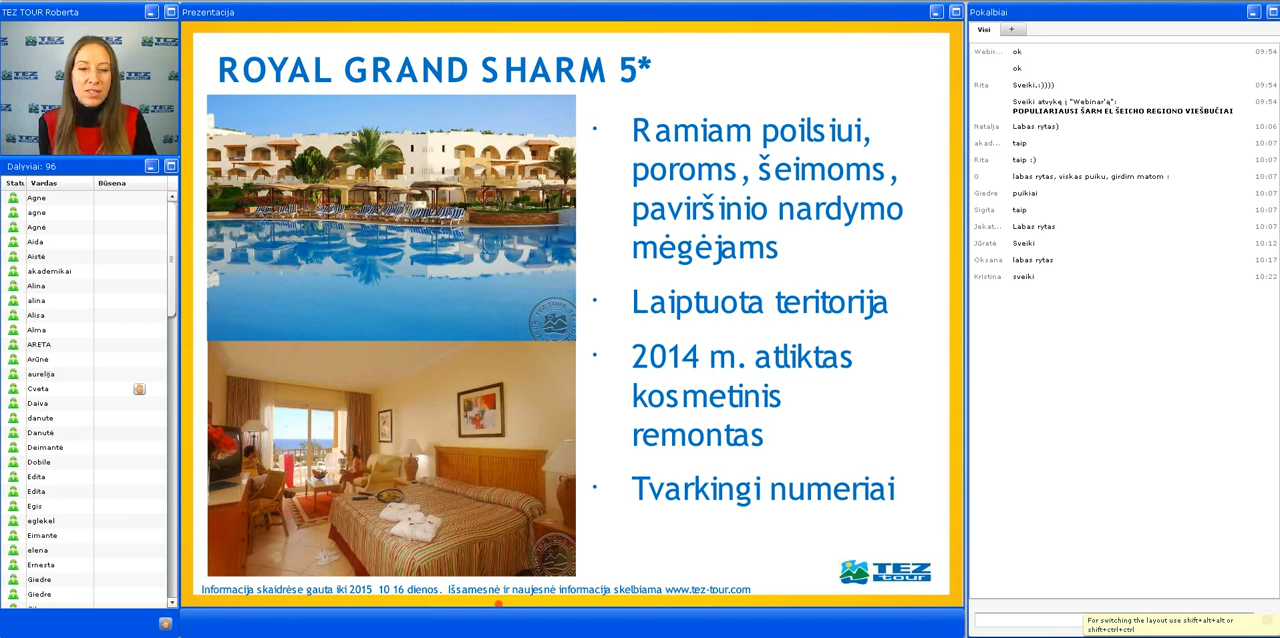 TEZ TOUR Roberta
Dalyviai: 96
Vardas
Būsena
Agne
agne
Agnė
Aida
Aistė
akademikai
Alina
alina
Alisa
Alma
ARETA
Arūnė
aurelija
Cveta
Daiva
danute
Danutė
Deimantė
Dobile
Edita
Edita
Egis
eglekel
Eimante
elena
Ernesta
Giedre
Giedre
Prezentacija
ROYAL GRAND SHARM 5*
· Ramiam poilsiui,
poroms, šeimoms,
paviršinio nardymo
mėgėjams
· Laiptuota teritorija
· 2014 m. atliktas
kosmetinis
remontas
· Tvarkingi numeriai
TEZ
tour
Informacija skaidrėse gauta iki 2015 10 16 dienos. Išsamesnė ir naujesnė informacija skelbiama www.tez-tour.com
Pokalbiai
Visi +
Webir... ok 09:54
ok
Rita Sveiki,:)))) 09:54
Sveiki atvykę į "Webinar'ą": 09:54
POPULIARIAUSI ŠARM EL ŠEICHO REGIONO VIEŠBUČIAI
Natalja Labas rytas) 10:06
akad... taip 10:07
Rita taip :) 10:07
0 labas rytas, viskas puiku, girdim matom : 10:07
Giedre puikiai 10:07
Sigita taip 10:07
Jekat... Labas rytas 10:07
Jūratė Sveiki 10:12
Oksana labas rytas 10:17
Kristina sveiki 10:22
For switching the layout use shift+alt+alt or
shift+ctrl+ctrl